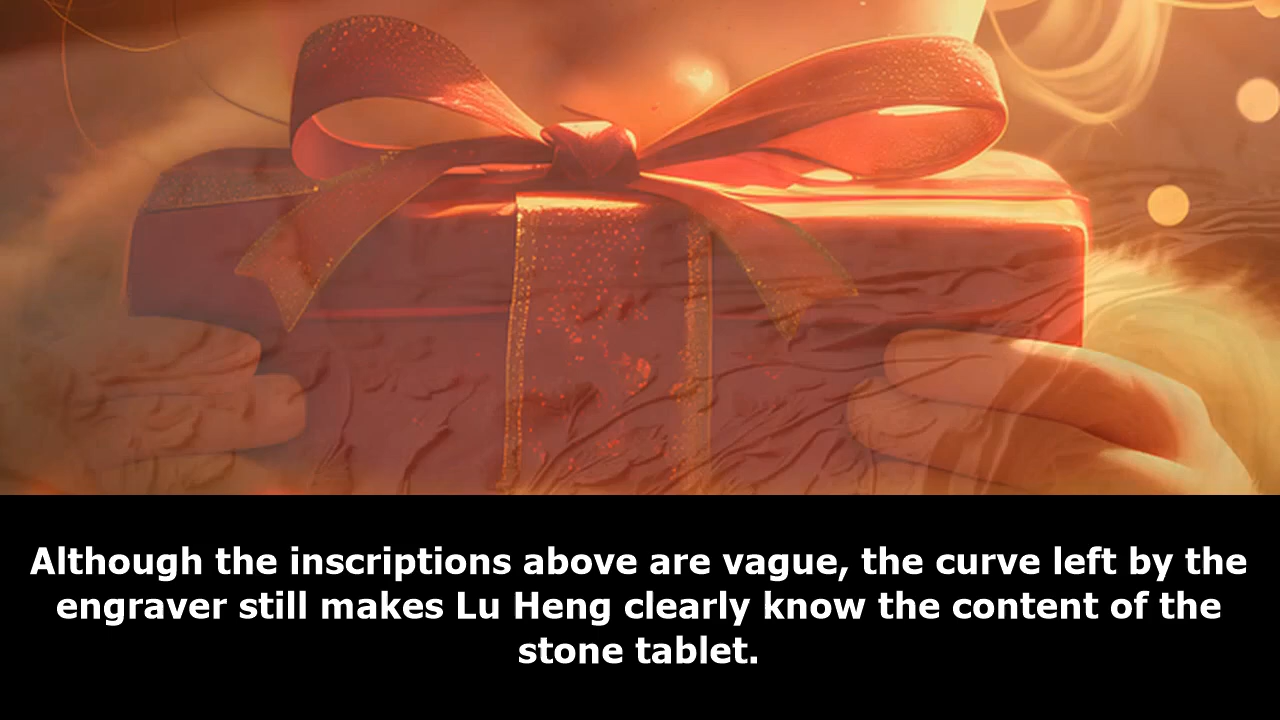 Although the inscriptions above are vague, the curve left by the
engraver still makes Lu Heng clearly know the content of the
stone tablet.